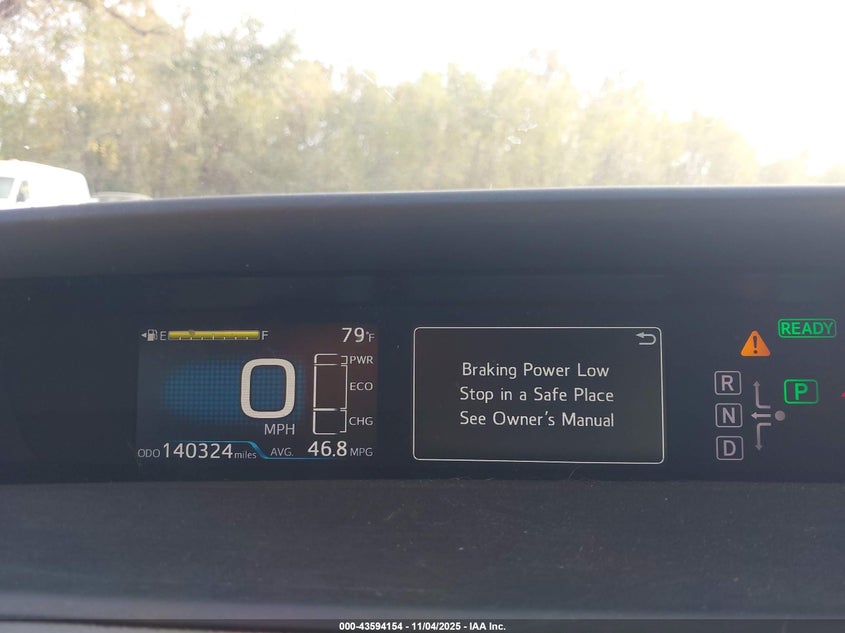 E F 79°F
0 MPH
PWR
ECO
CHG
ODO 140324 miles AVG. 46.8 MPG
Braking Power Low
Stop in a Safe Place
See Owner's Manual
READY
R
N
D
P
000-43594154 - 11/04/2025 - IAA Inc.